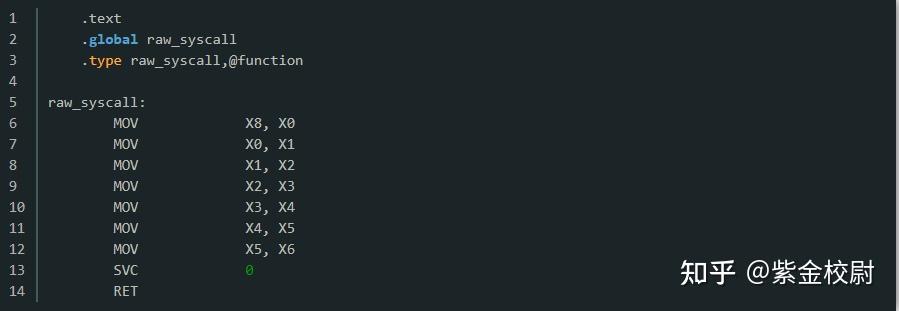 1 .text
2 .global raw_syscall
3 .type raw_syscall,@function
4
5 raw_syscall:
6 MOV X8, X0
7 MOV X0, X1
8 MOV X1, X2
9 MOV X2, X3
10 MOV X3, X4
11 MOV X4, X5
12 MOV X5, X6
13 SVC 0
14 RET
知乎 @紫金校尉